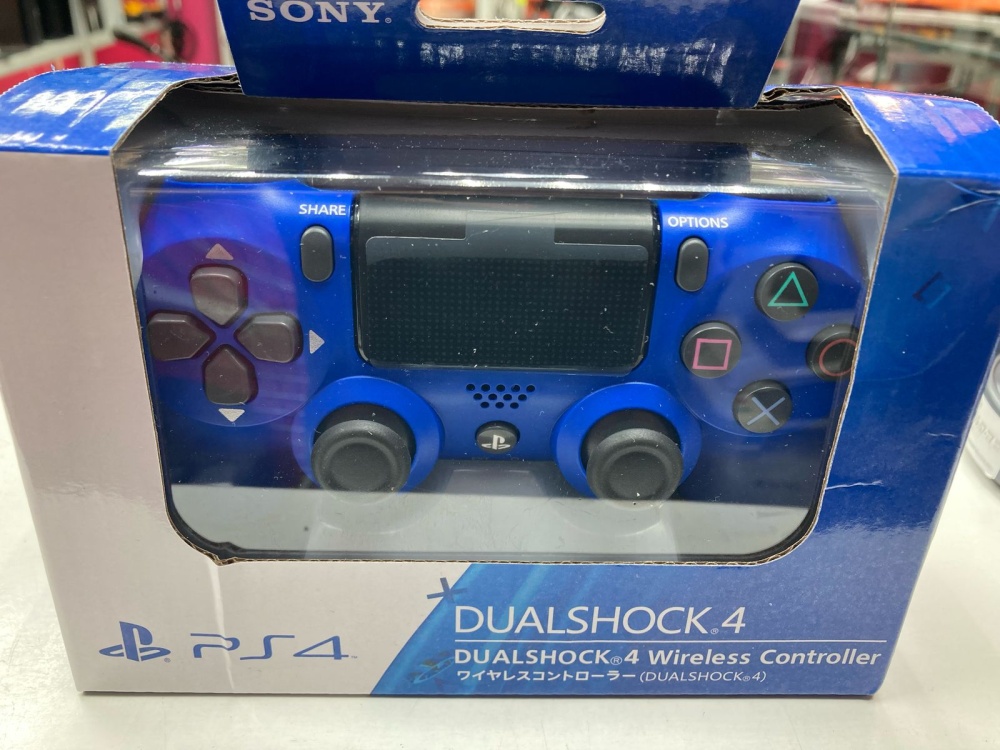 SONY®
SHARE
OPTIONS
PS4™
DUALSHOCK®4
DUALSHOCK®4 Wireless Controller
ワイヤレスコントローラー(DUALSHOCK®4)